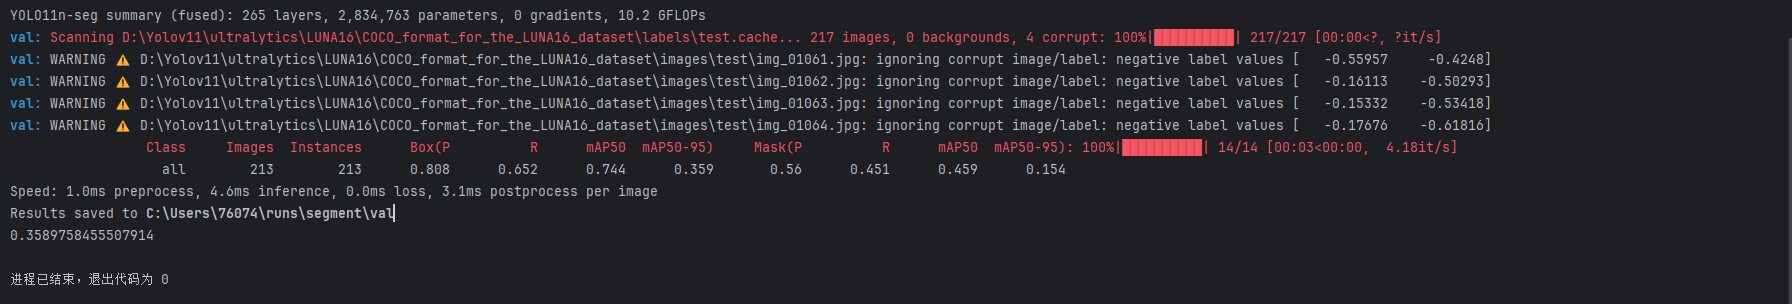 YOLO11n-seg summary (fused): 265 layers, 2,834,763 parameters, 0 gradients, 10.2 GFLOPs
val: Scanning D:\Yolov11\ultralytics\LUNA16\COCO_format_for_the_LUNA16_dataset\labels\test.cache... 217 images, 0 backgrounds, 4 corrupt: 100%|██████████| 217/217 [00:00<?, ?it/s]
val: WARNING ⚠️ D:\Yolov11\ultralytics\LUNA16\COCO_format_for_the_LUNA16_dataset\images\test\img_01061.jpg: ignoring corrupt image/label: negative label values [   -0.55957     -0.4248]
val: WARNING ⚠️ D:\Yolov11\ultralytics\LUNA16\COCO_format_for_the_LUNA16_dataset\images\test\img_01062.jpg: ignoring corrupt image/label: negative label values [   -0.16113    -0.50293]
val: WARNING ⚠️ D:\Yolov11\ultralytics\LUNA16\COCO_format_for_the_LUNA16_dataset\images\test\img_01063.jpg: ignoring corrupt image/label: negative label values [   -0.15332    -0.53418]
val: WARNING ⚠️ D:\Yolov11\ultralytics\LUNA16\COCO_format_for_the_LUNA16_dataset\images\test\img_01064.jpg: ignoring corrupt image/label: negative label values [   -0.17676    -0.61816]
                 Class     Images  Instances      Box(P          R      mAP50  mAP50-95)     Mask(P          R      mAP50  mAP50-95): 100%|██████████| 14/14 [00:03<00:00,  4.18it/s]
                   all        213        213      0.808      0.652      0.744      0.359       0.56      0.451      0.459      0.154
Speed: 1.0ms preprocess, 4.6ms inference, 0.0ms loss, 3.1ms postprocess per image
Results saved to C:\Users\76074\runs\segment\val
0.3589758455507914
进程已结束，退出代码为 0